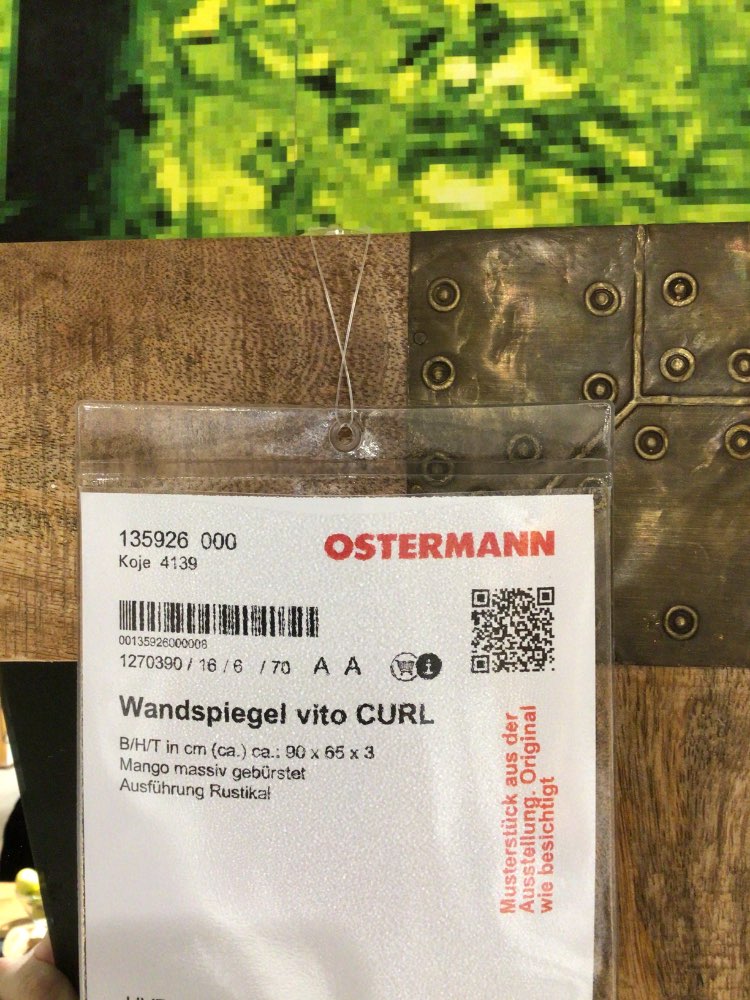 135926 000
OSTERMANN
Koje 4139
00135926000008
1270390 / 16 / 6 / 70 A A
Wandspiegel vito CURL
B/H/T in cm (ca.) ca.: 90 x 65 x 3
Mango massiv gebürstet
Ausführung Rustikal
Musterstück aus der
Ausstellung. Original
wie besichtigt